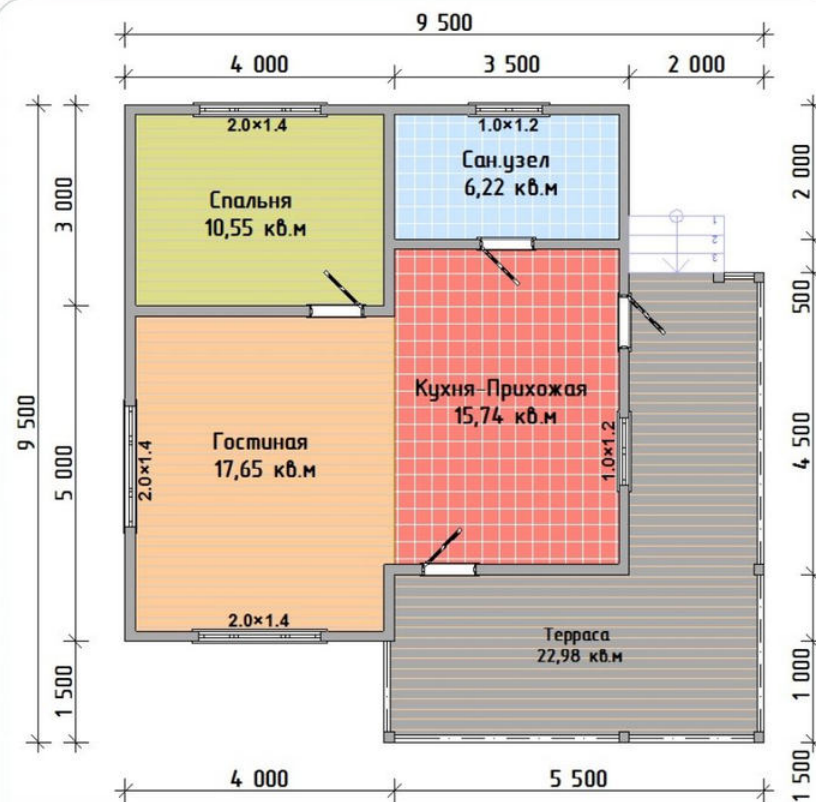 9 500
4 000
3 500
2 000
2.0×1.4
1.0×1.2
Спальня
10,55 кв.м
Сан.узел
6,22 кв.м
3 000
2 000
1
2
3
500
Кухня-Прихожая
15,74 кв.м
9 500
5 000
2.0×1.4
Гостиная
17,65 кв.м
1.0×1.2
4 500
2.0×1.4
Терраса
22,98 кв.м
1 500
1 000
1 500
4 000
5 500